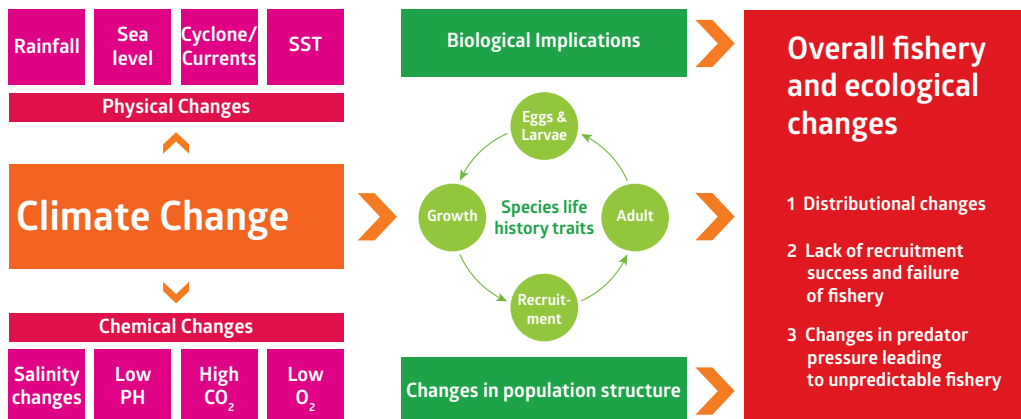 Rainfall
Sea
level
Cyclone/
Currents
SST
Physical Changes
Climate Change
Chemical Changes
Salinity
changes
Low
PH
High
CO₂
Low
O₂
Biological Implications
Eggs &
Larvae
Growth
Species life
history traits
Adult
Recruit-
ment
Changes in population structure
Overall fishery
and ecological
changes
1 Distributional changes
2 Lack of recruitment
success and failure
of fishery
3 Changes in predator
pressure leading
to unpredictable fishery